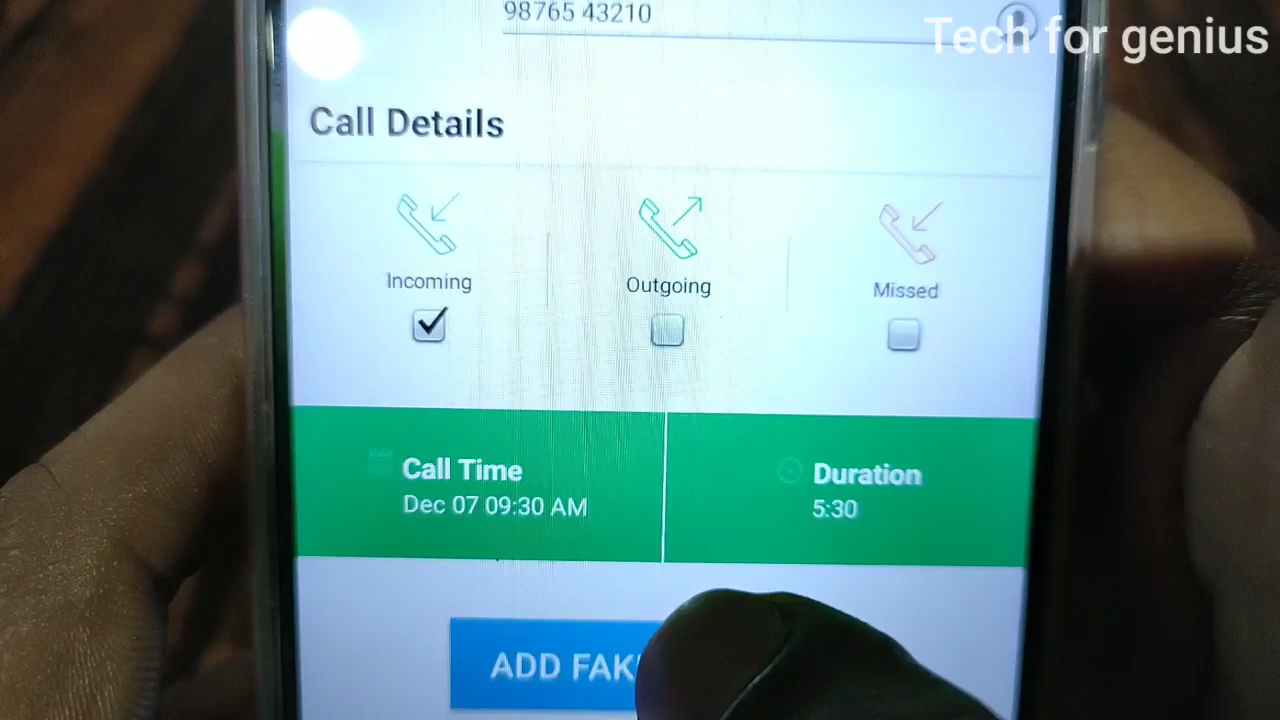 98765 43210
Tech for genius
Call Details
Incoming
Outgoing
Missed
Call Time
Duration
Dec 07 09:30 AM
5:30
ADD